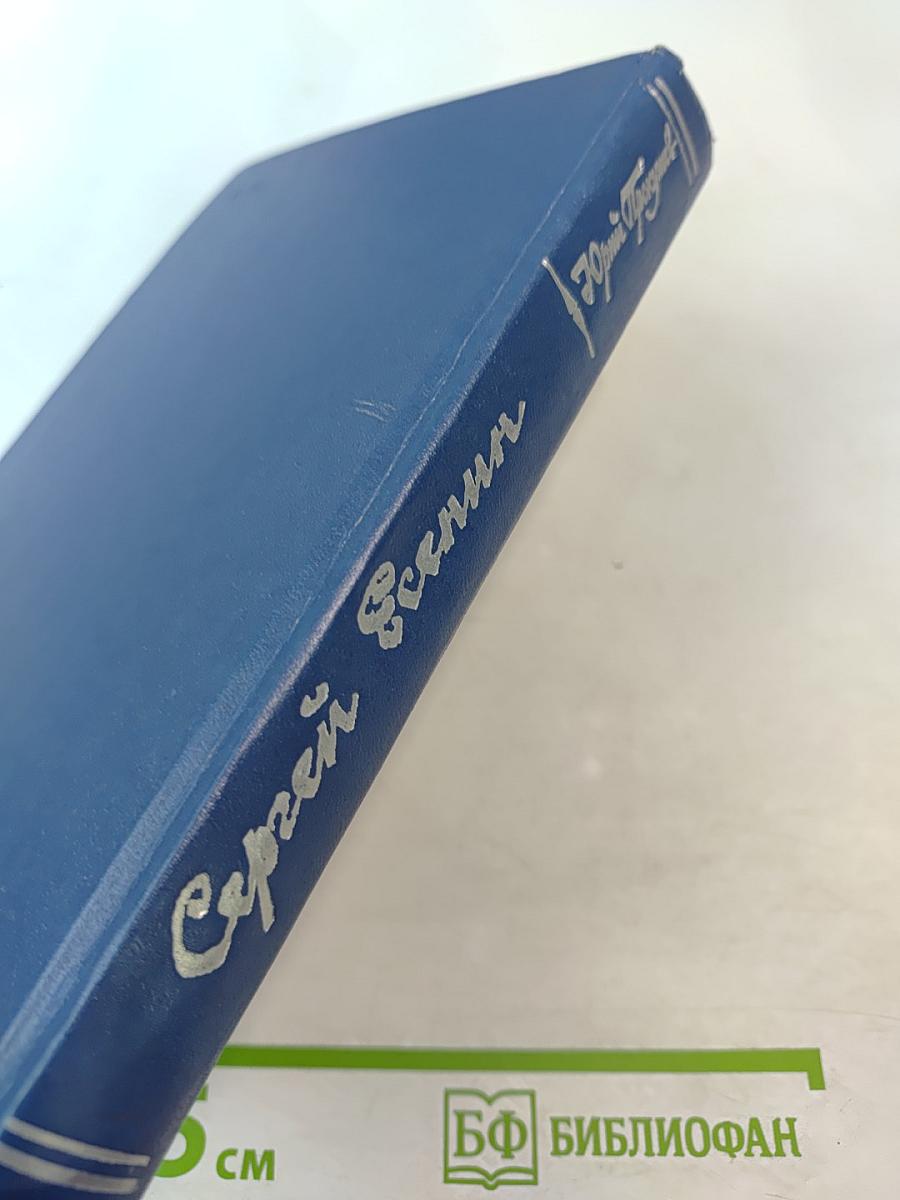 Юрий Прокушев
Сергей Есенин
5 см
БФ БИБЛИОФАН